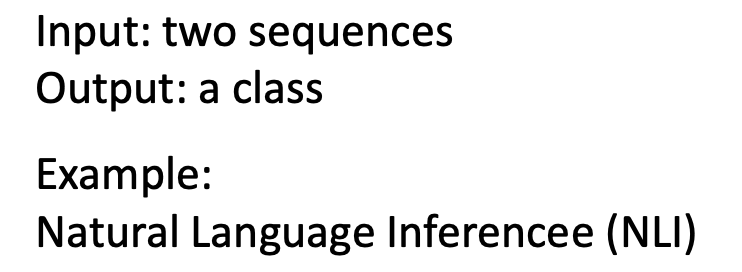 Input: two sequences
Output: a class
Example:
Natural Language Inferencee (NLI)